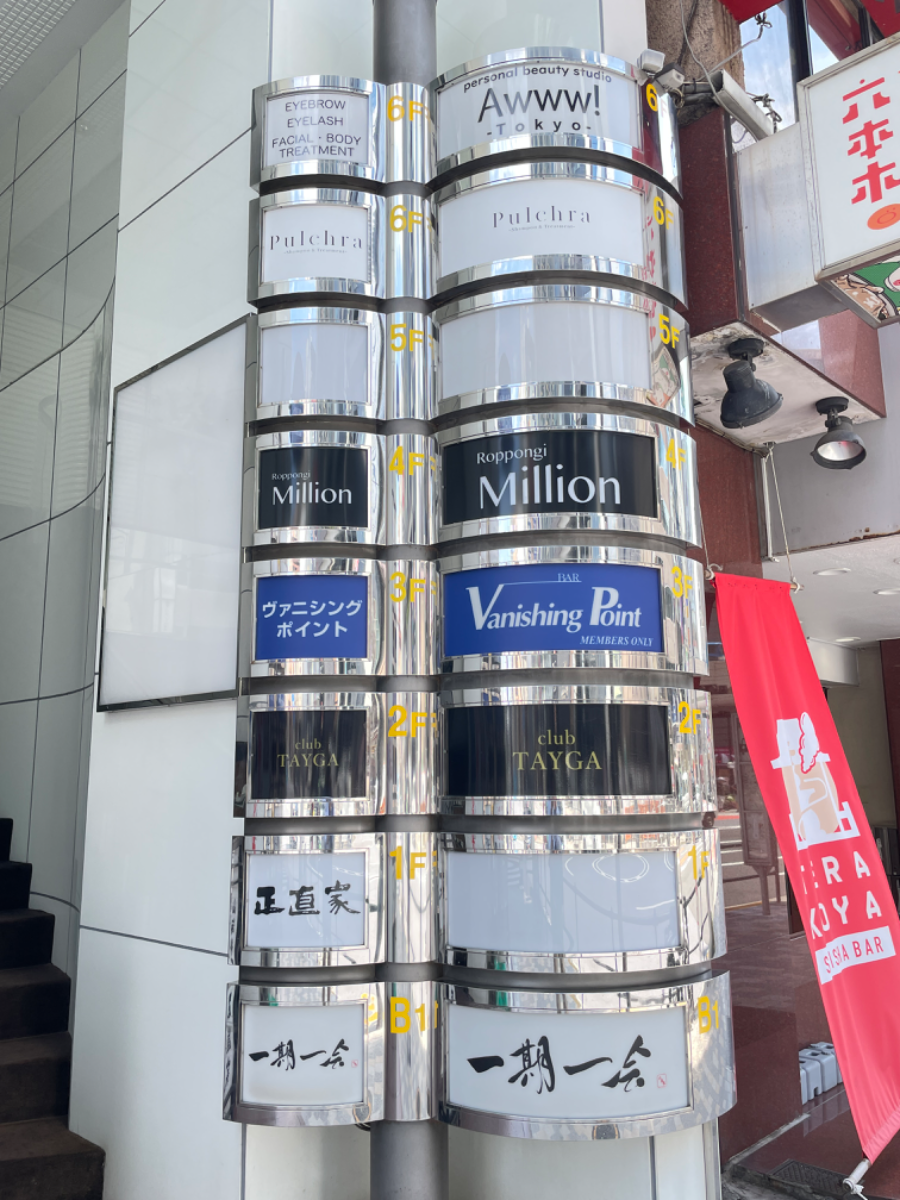 EYEBROW
EYELASH
FACIAL・BODY
TREATMENT
6F
personal beauty studio
Awww!
-Tokyo-
6
Pulchra
6F
Pulchra
6F
5F
5F
Roppongi
Million
4F
Roppongi
Million
4F
ヴァニシング
ポイント
3F
BAR
Vanishing Point
MEMBERS ONLY
3F
club
TAYGA
2F
club
TAYGA
2F
正直家
1F
1F
一期一会
B1
一期一会
B1
六本木
TERA
KOYA
SISHA BAR